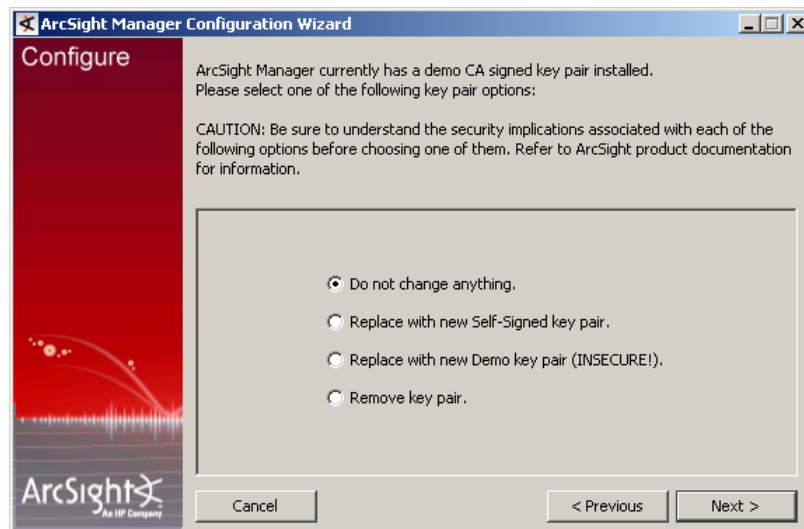 ArcSight Manager Configuration Wizard
Configure
ArcSight Manager currently has a demo CA signed key pair installed.
Please select one of the following key pair options:
CAUTION: Be sure to understand the security implications associated with each of the
following options before choosing one of them. Refer to ArcSight product documentation
for information.
Do not change anything.
Replace with new Self-Signed key pair.
Replace with new Demo key pair (INSECURE!).
Remove key pair.
ArcSight
An HP Company
Cancel
< Previous
Next >